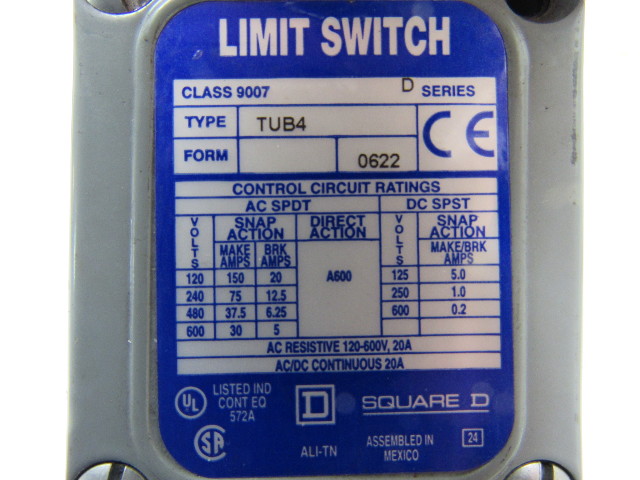 LIMIT SWITCH
CLASS 9007 D SERIES
TYPE TUB4
CE
FORM 0622
CONTROL CIRCUIT RATINGS
AC SPDT DC SPST
VOLTS SNAP ACTION DIRECT ACTION VOLTS SNAP ACTION
MAKE AMPS BRK AMPS MAKE/BRK AMPS
120 150 20 A600 125 5.0
240 75 12.5 250 1.0
480 37.5 6.25 600 0.2
600 30 5
AC RESISTIVE 120-600V, 20A
AC/DC CONTINUOUS 20A
UL LISTED IND
CONT EQ
572A
D SQUARE D
SA
ALI-TN
ASSEMBLED IN
MEXICO
24